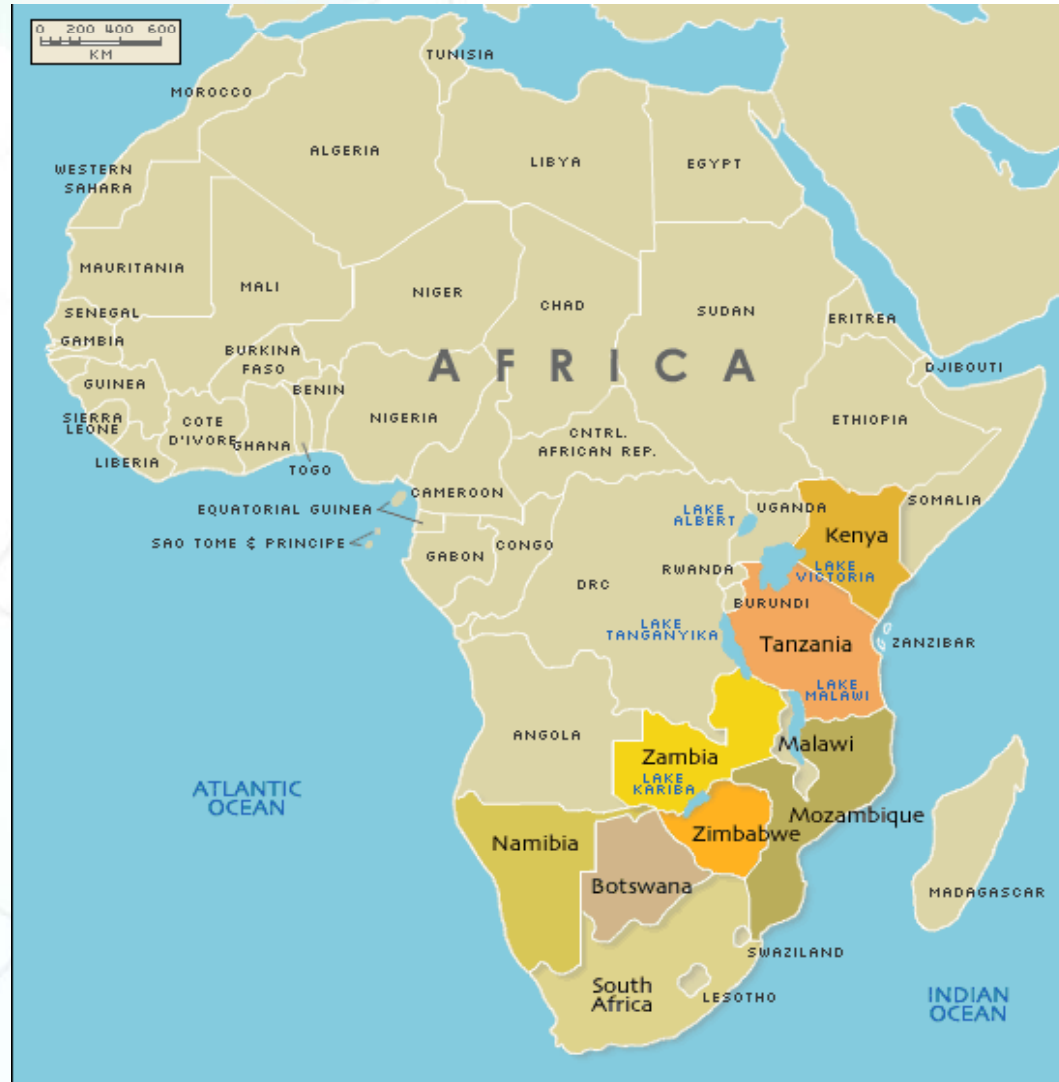 0 200 400 600
KM
TUNISIA
MOROCCO
ALGERIA
LIBYA
EGYPT
WESTERN
SAHARA
MAURITANIA
MALI
NIGER
CHAD
SUDAN
ERITREA
SENEGAL
GAMBIA
BURKINA
FASO
AFRICA
DJIBOUTI
GUINEA
BENIN
NIGERIA
ETHIOPIA
SIERRA
LEONE
COTE
D'IVORE
GHANA
CNTRL.
AFRICAN REP.
LIBERIA
TOGO
CAMEROON
SOMALIA
EQUATORIAL GUINEA
LAKE
ALBERT
UGANDA
Kenya
SAO TOME & PRINCIPE
GABON
CONGO
DRC
RWANDA
LAKE
VICTORIA
BURUNDI
LAKE
TANGANYIKA
Tanzania
ZANZIBAR
LAKE
MALAWI
ANGOLA
Zambia
Malawi
LAKE
KARIBA
ATLANTIC
OCEAN
Mozambique
Namibia
Zimbabwe
Botswana
MADAGASCAR
SWAZILAND
South
Africa
LESOTHO
INDIAN
OCEAN